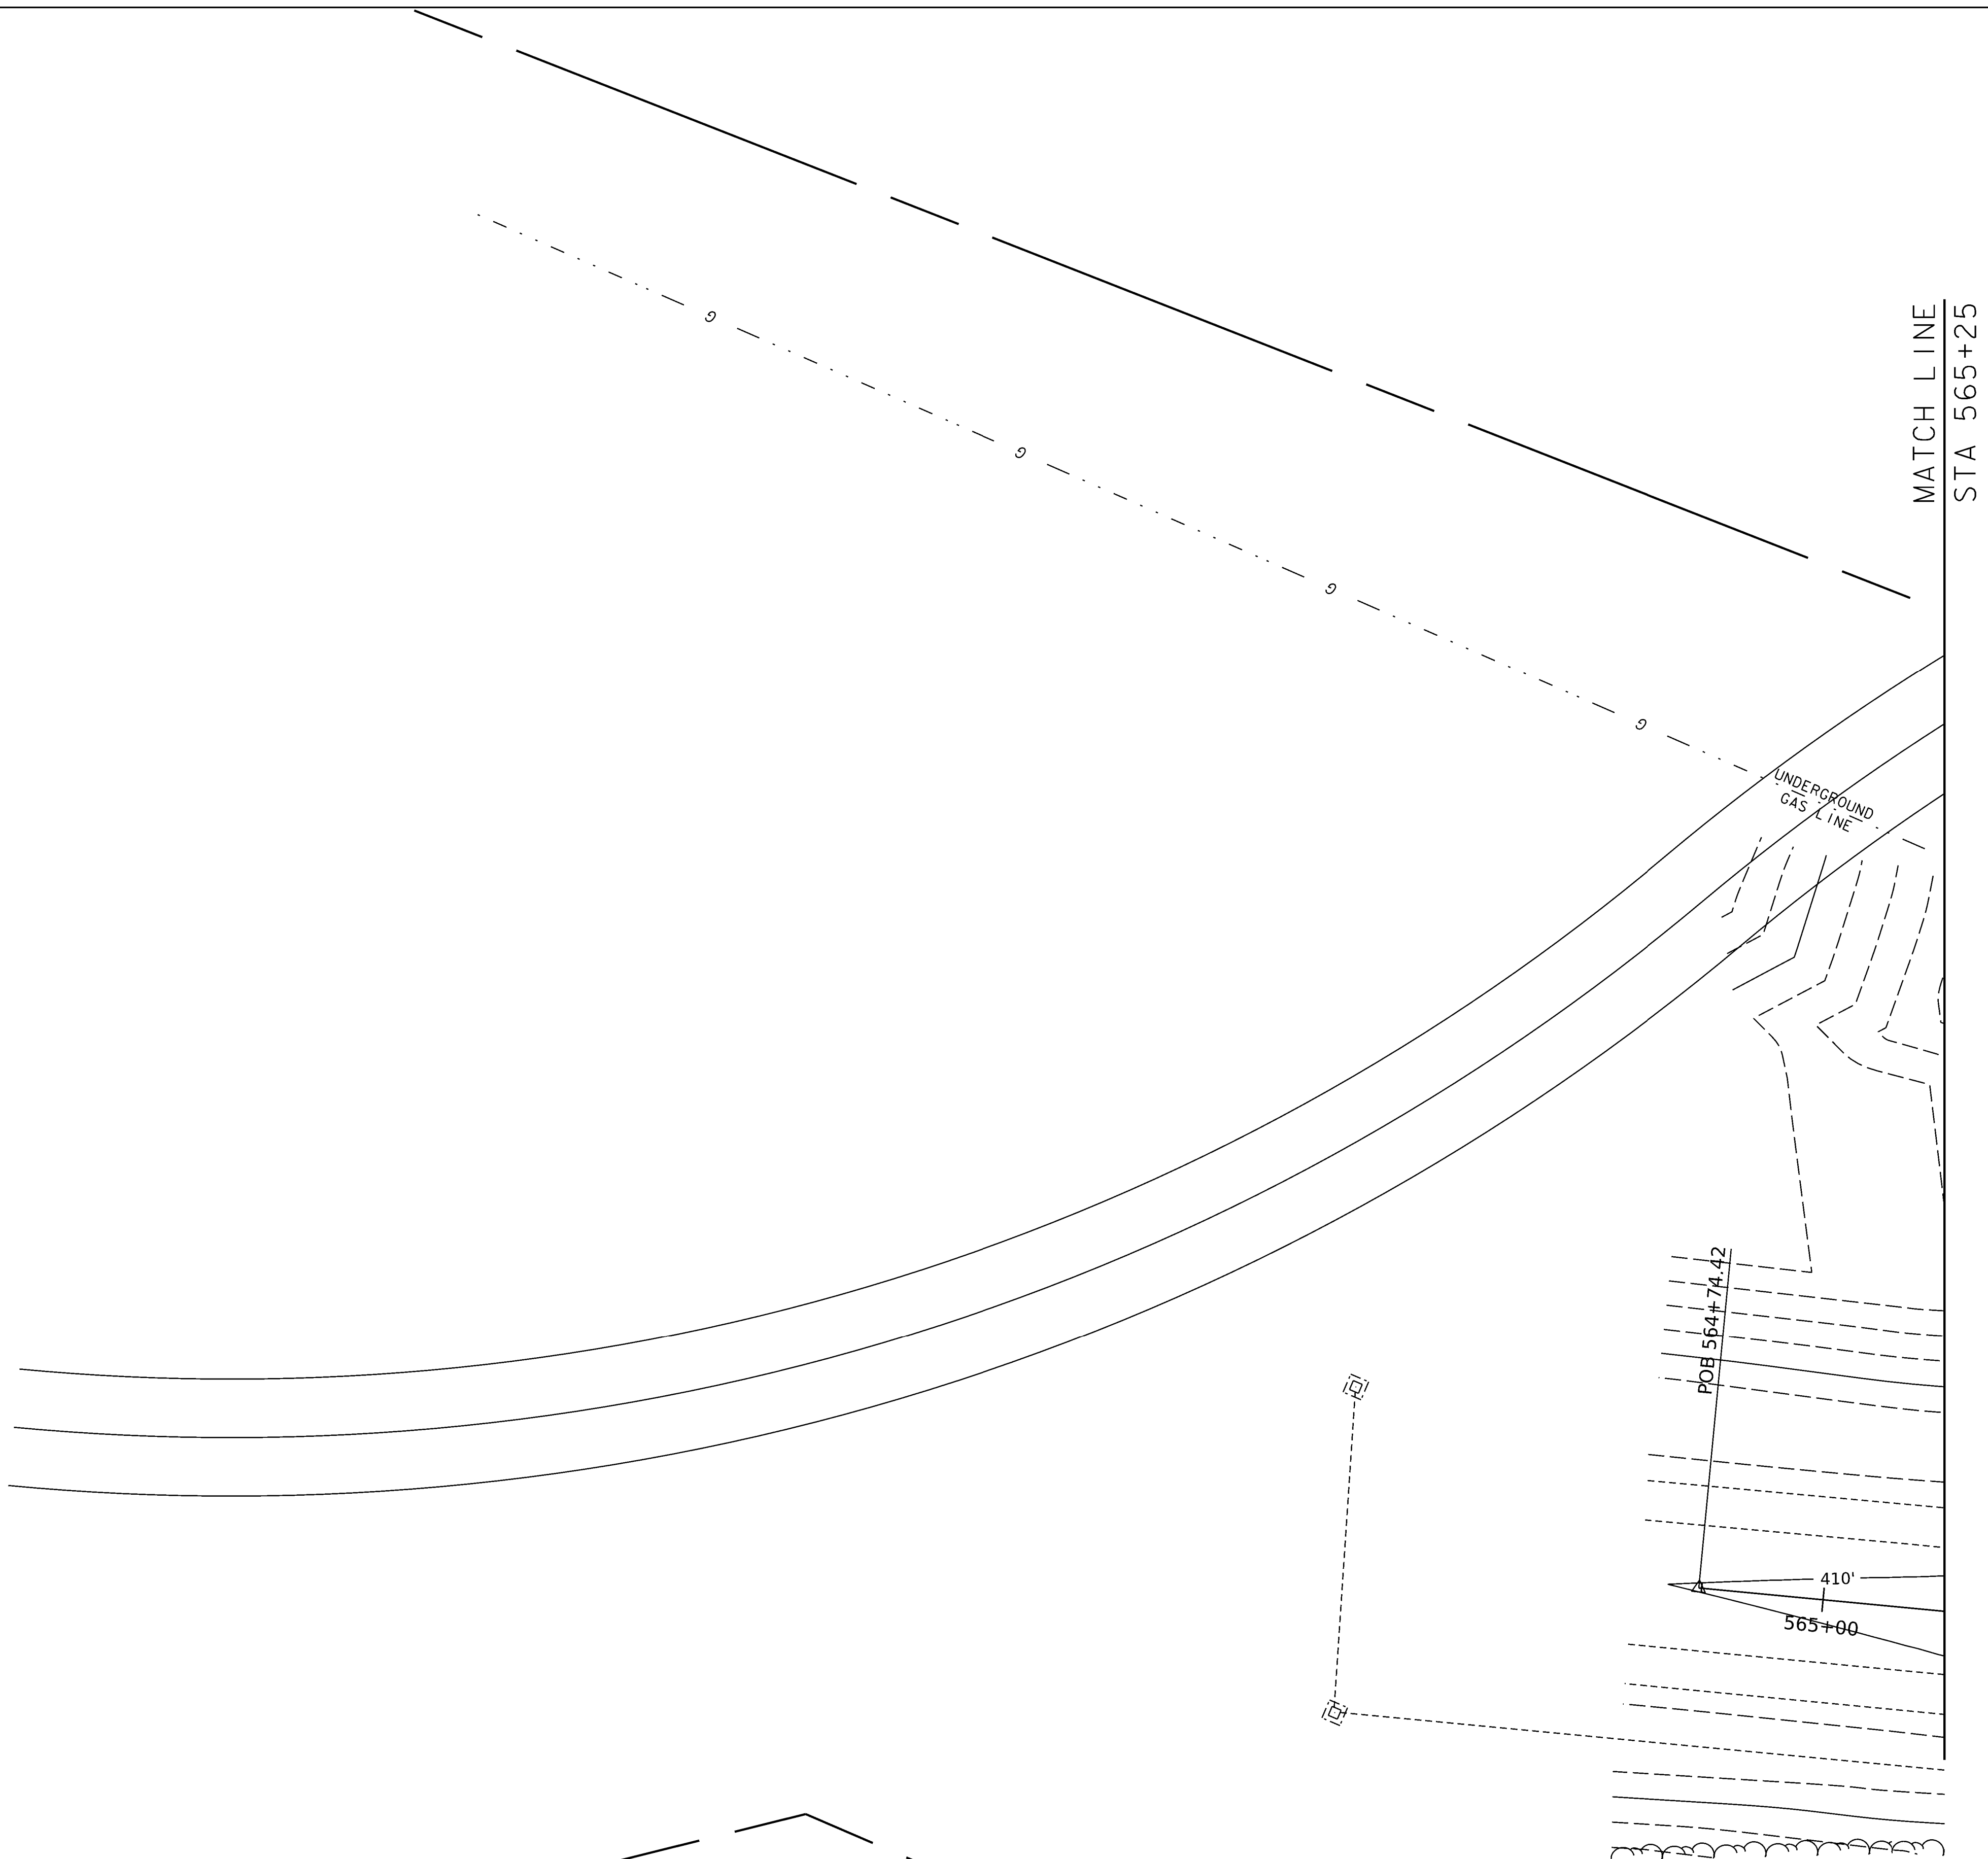 MATCH LINE
STA 565+25
G
G
G
G
UNDERGROUND
GAS LINE
POB 564+74.42
410'
565+00